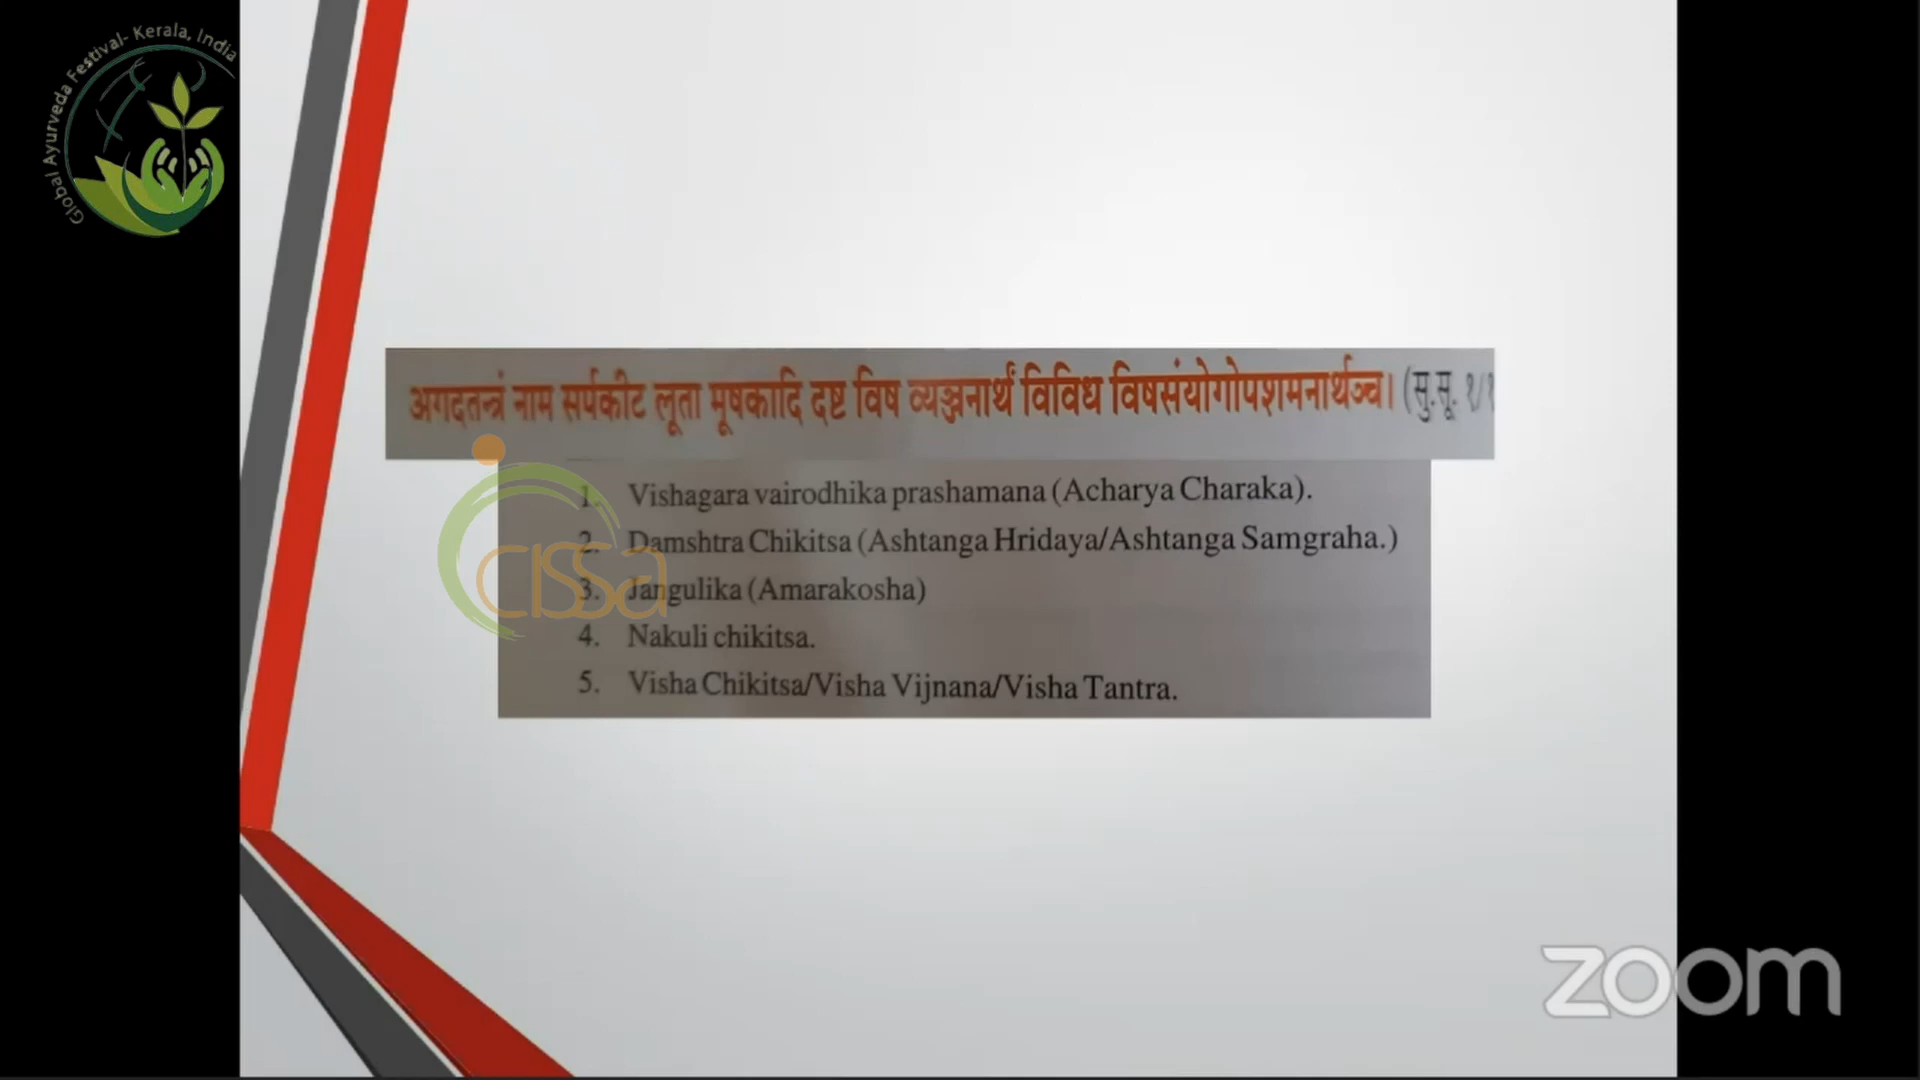 Global Ayurveda Festival- Kerala, India
अगदतन्त्रं नाम सर्पकीट लूता मूषकादि दष्ट विष व्यञ्जनार्थं विविध विषसंयोगोपशमनार्थञ्च। (सु.सू. १/१
1. Vishagara vairodhika prashamana (Acharya Charaka).
2. Damshtra Chikitsa (Ashtanga Hridaya/Ashtanga Samgraha.)
3. Jangulika (Amarakosha)
4. Nakuli chikitsa.
5. Visha Chikitsa/Visha Vijnana/Visha Tantra.
CISSa
zoom